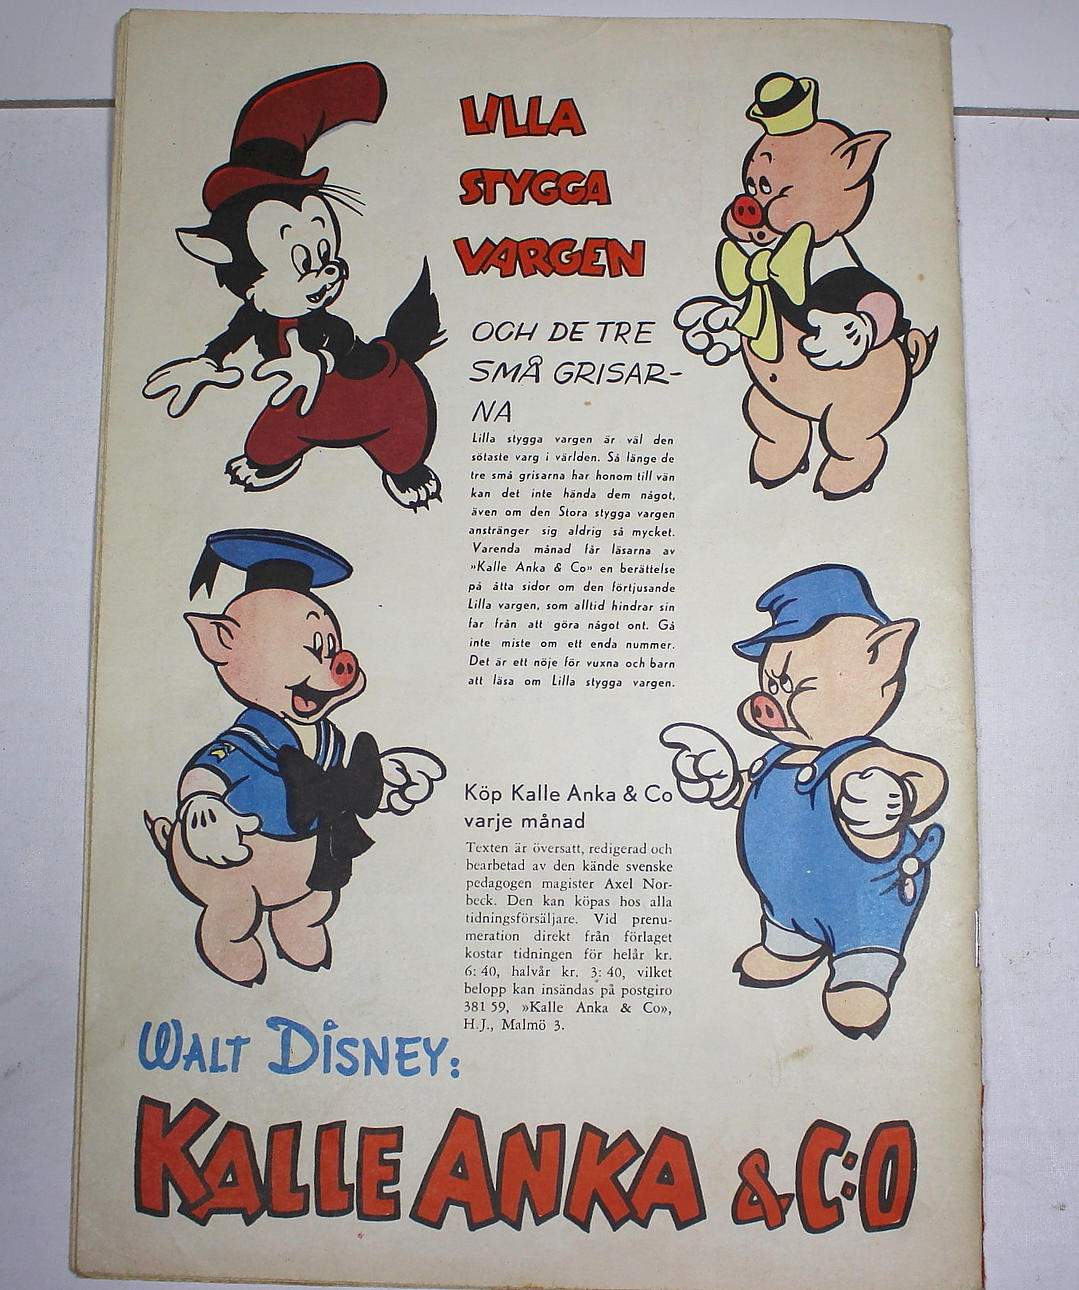 LILLA
STYGGA
VARGEN
OCH DE TRE
SMÅ GRISAR-
NA
Lilla stygga vargen är väl den
sötaste varg i världen. Så länge de
tre små grisarna har honom till vän
kan det inte hända dem något,
även om den Stora stygga vargen
anstränger sig aldrig så mycket.
Varenda månad får läsarna av
»Kalle Anka & Co» en berättelse
på åtta sidor om den förtjusande
Lilla vargen, som alltid hindrar sin
far från att göra något ont. Gå
inte miste om ett enda nummer.
Det är ett nöje för vuxna och barn
att läsa om Lilla stygga vargen.
Köp Kalle Anka & Co
varje månad
Texten är översatt, redigerad och
bearbetad av den kände svenske
pedagogen magister Axel Nor-
beck. Den kan köpas hos alla
tidningsförsäljare. Vid prenu-
meration direkt från förlaget
kostar tidningen för helår kr.
6: 40, halvår kr. 3: 40, vilket
belopp kan insändas på postgiro
381 59, »Kalle Anka & Co»,
H.J., Malmö 3.
WALT DISNEY:
KALLE ANKA & C:O